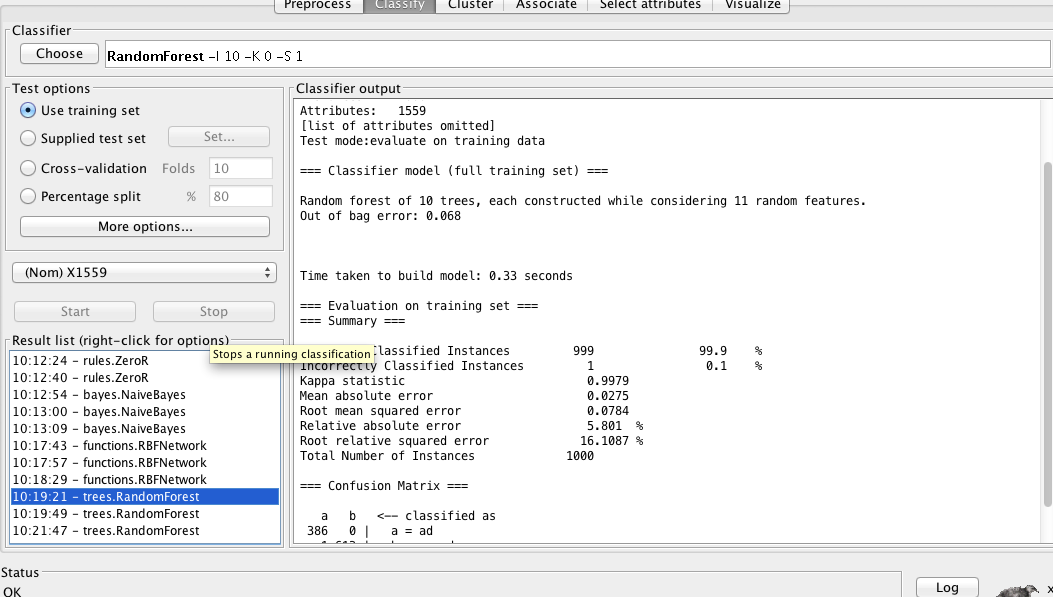 Preprocess Classify Cluster Associate Select attributes Visualize
Classifier
Choose RandomForest -I 10 -K 0 -S 1
Test options
Use training set
Supplied test set Set...
Cross-validation Folds 10
Percentage split % 80
More options...
(Nom) X1559
Start Stop
Result list (right-click for options)
Stops a running classification
10:12:24 - rules.ZeroR
10:12:40 - rules.ZeroR
10:12:54 - bayes.NaiveBayes
10:13:00 - bayes.NaiveBayes
10:13:09 - bayes.NaiveBayes
10:17:43 - functions.RBFNetwork
10:17:57 - functions.RBFNetwork
10:18:29 - functions.RBFNetwork
10:19:21 - trees.RandomForest
10:19:49 - trees.RandomForest
10:21:47 - trees.RandomForest
Classifier output
Attributes: 1559
[list of attributes omitted]
Test mode:evaluate on training data
=== Classifier model (full training set) ===
Random forest of 10 trees, each constructed while considering 11 random features.
Out of bag error: 0.068
Time taken to build model: 0.33 seconds
=== Evaluation on training set ===
=== Summary ===
Classified Instances 999 99.9 %
Incorrectly Classified Instances 1 0.1 %
Kappa statistic 0.9979
Mean absolute error 0.0275
Root mean squared error 0.0784
Relative absolute error 5.801 %
Root relative squared error 16.1087 %
Total Number of Instances 1000
=== Confusion Matrix ===
a b <-- classified as
386 0 | a = ad
Status
OK
Log
x